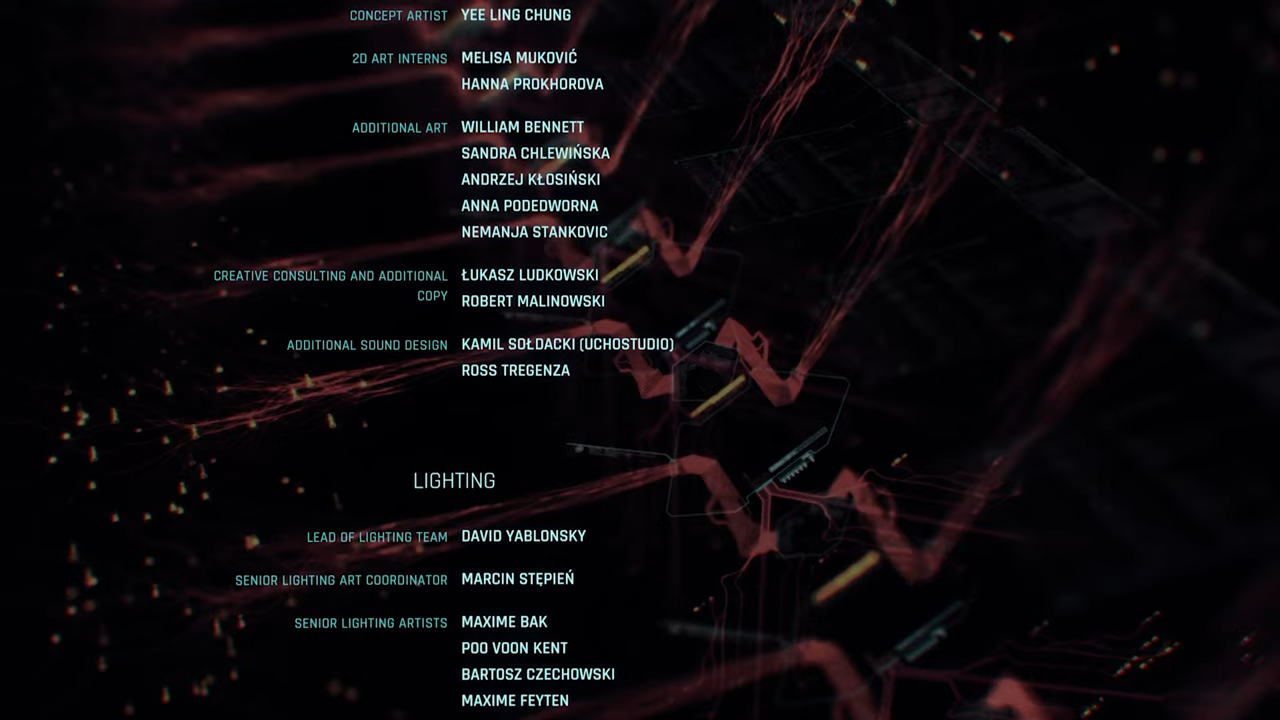 CONCEPT ARTIST YEE LING CHUNG
2D ART INTERNS MELISA MUKOVIĆ
HANNA PROKHOROVA
ADDITIONAL ART WILLIAM BENNETT
SANDRA CHLEWIŃSKA
ANDRZEJ KŁOSIŃSKI
ANNA PODEDWORNA
NEMANJA STANKOVIC
CREATIVE CONSULTING AND ADDITIONAL ŁUKASZ LUDKOWSKI
COPY ROBERT MALINOWSKI
ADDITIONAL SOUND DESIGN KAMIL SOŁDACKI (UCHOSTUDIO)
ROSS TREGENZA
LIGHTING
LEAD OF LIGHTING TEAM DAVID YABLONSKY
SENIOR LIGHTING ART COORDINATOR MARCIN STĘPIEŃ
SENIOR LIGHTING ARTISTS MAXIME BAK
POO VOON KENT
BARTOSZ CZECHOWSKI
MAXIME FEYTEN